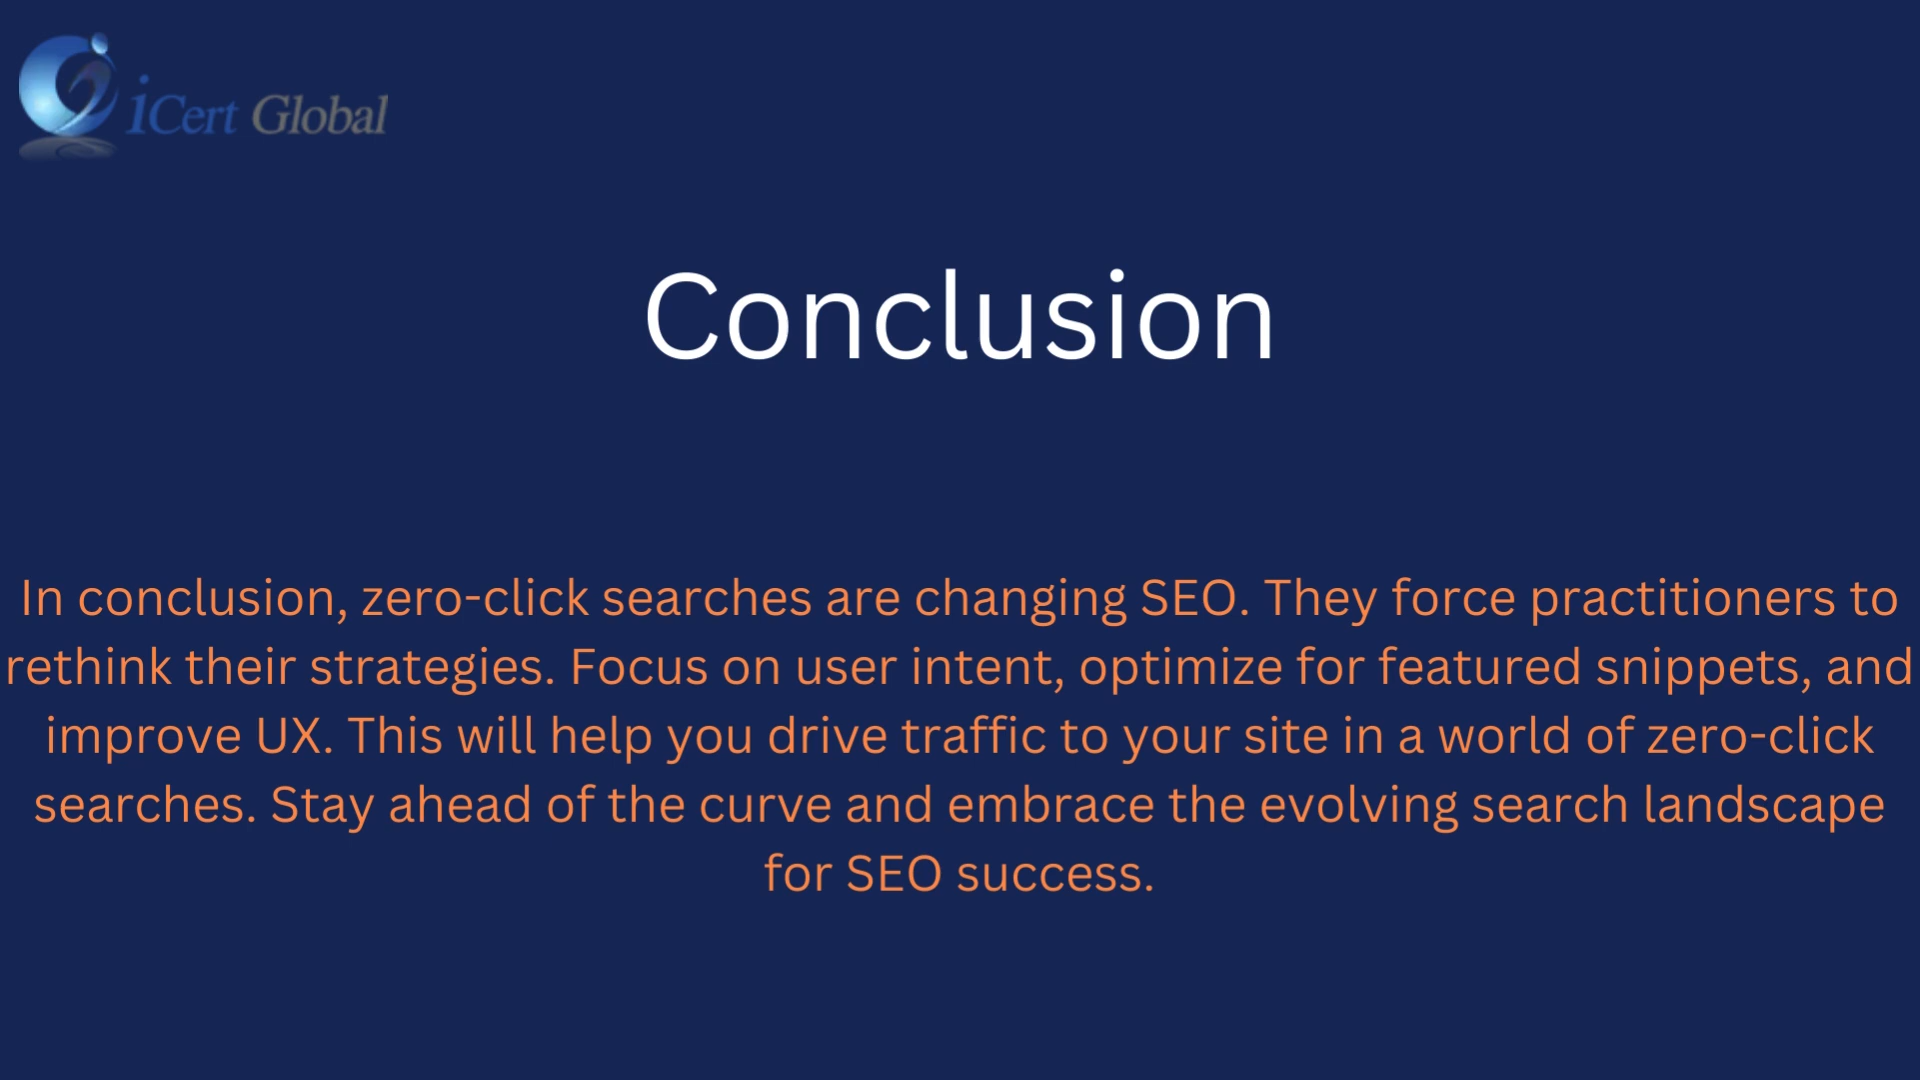 iCert Global
Conclusion
In conclusion, zero-click searches are changing SEO. They force practitioners to
rethink their strategies. Focus on user intent, optimize for featured snippets, and
improve UX. This will help you drive traffic to your site in a world of zero-click
searches. Stay ahead of the curve and embrace the evolving search landscape
for SEO success.